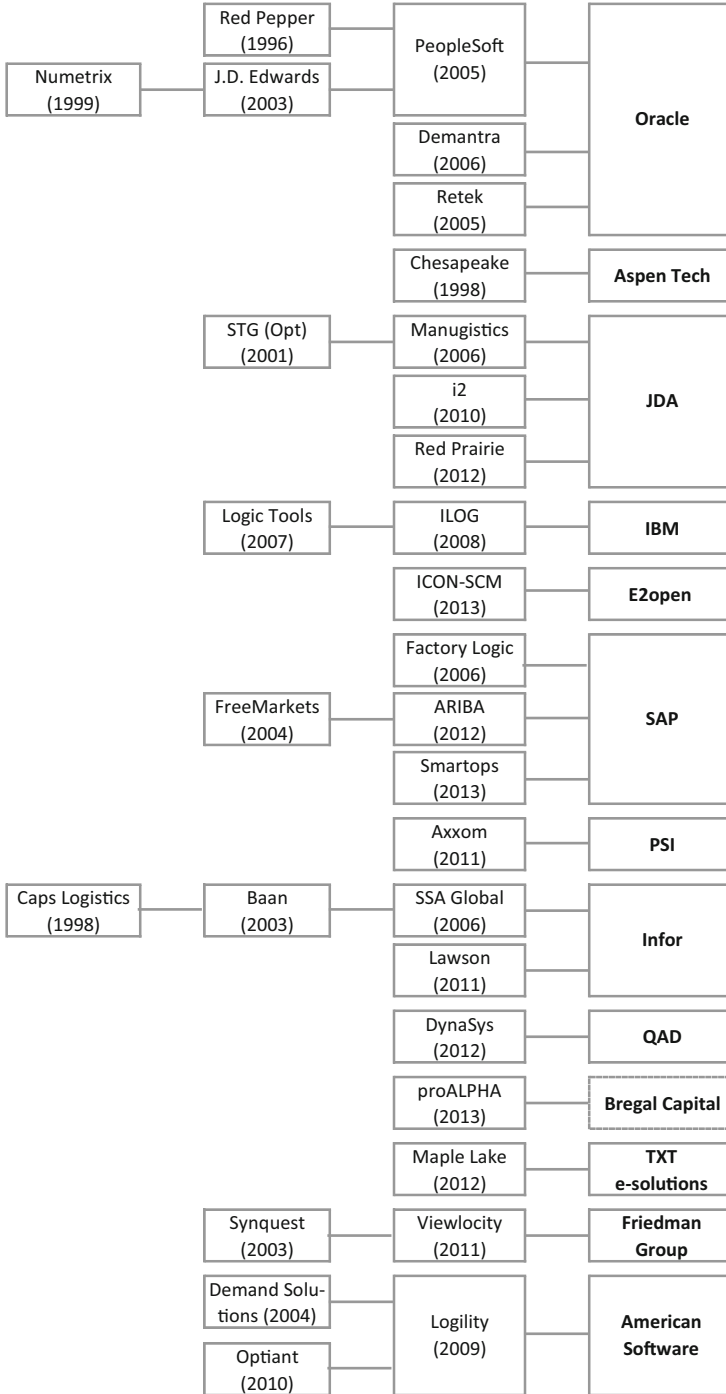 Red Pepper
(1996)
PeopleSoft
(2005)
Numetrix
(1999)
J.D. Edwards
(2003)
Oracle
Demantra
(2006)
Retek
(2005)
Chesapeake
(1998)
Aspen Tech
STG (Opt)
(2001)
Manugistics
(2006)
i2
(2010)
JDA
Red Prairie
(2012)
Logic Tools
(2007)
ILOG
(2008)
IBM
ICON-SCM
(2013)
E2open
Factory Logic
(2006)
FreeMarkets
(2004)
ARIBA
(2012)
SAP
Smartops
(2013)
Axxom
(2011)
PSI
Caps Logistics
(1998)
Baan
(2003)
SSA Global
(2006)
Infor
Lawson
(2011)
DynaSys
(2012)
QAD
proALPHA
(2013)
Bregal Capital
Maple Lake
(2012)
TXT
e-solutions
Synquest
(2003)
Viewlocity
(2011)
Friedman
Group
Demand Solu-
tions (2004)
Logility
(2009)
American
Software
Optiant
(2010)